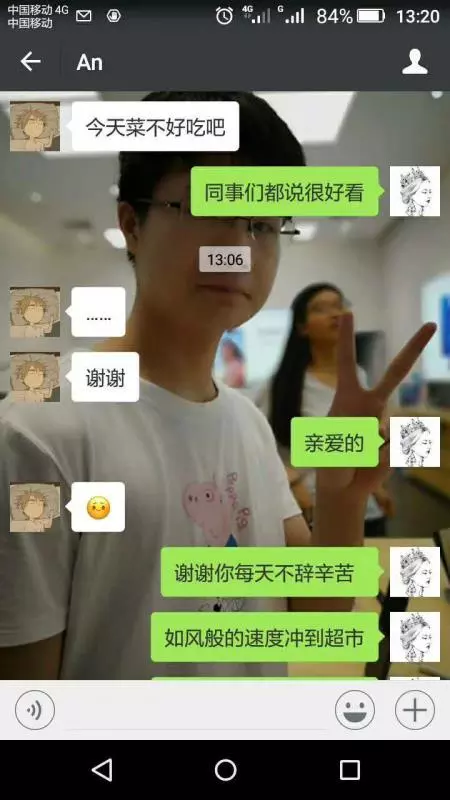 中国移动 4G
中国移动
4G
G
84%
13:20
An
今天菜不好吃吧
同事们都说很好看
13:06
……
谢谢
亲爱的
Peppa Pig
谢谢你每天不辞辛苦
如风般的速度冲到超市